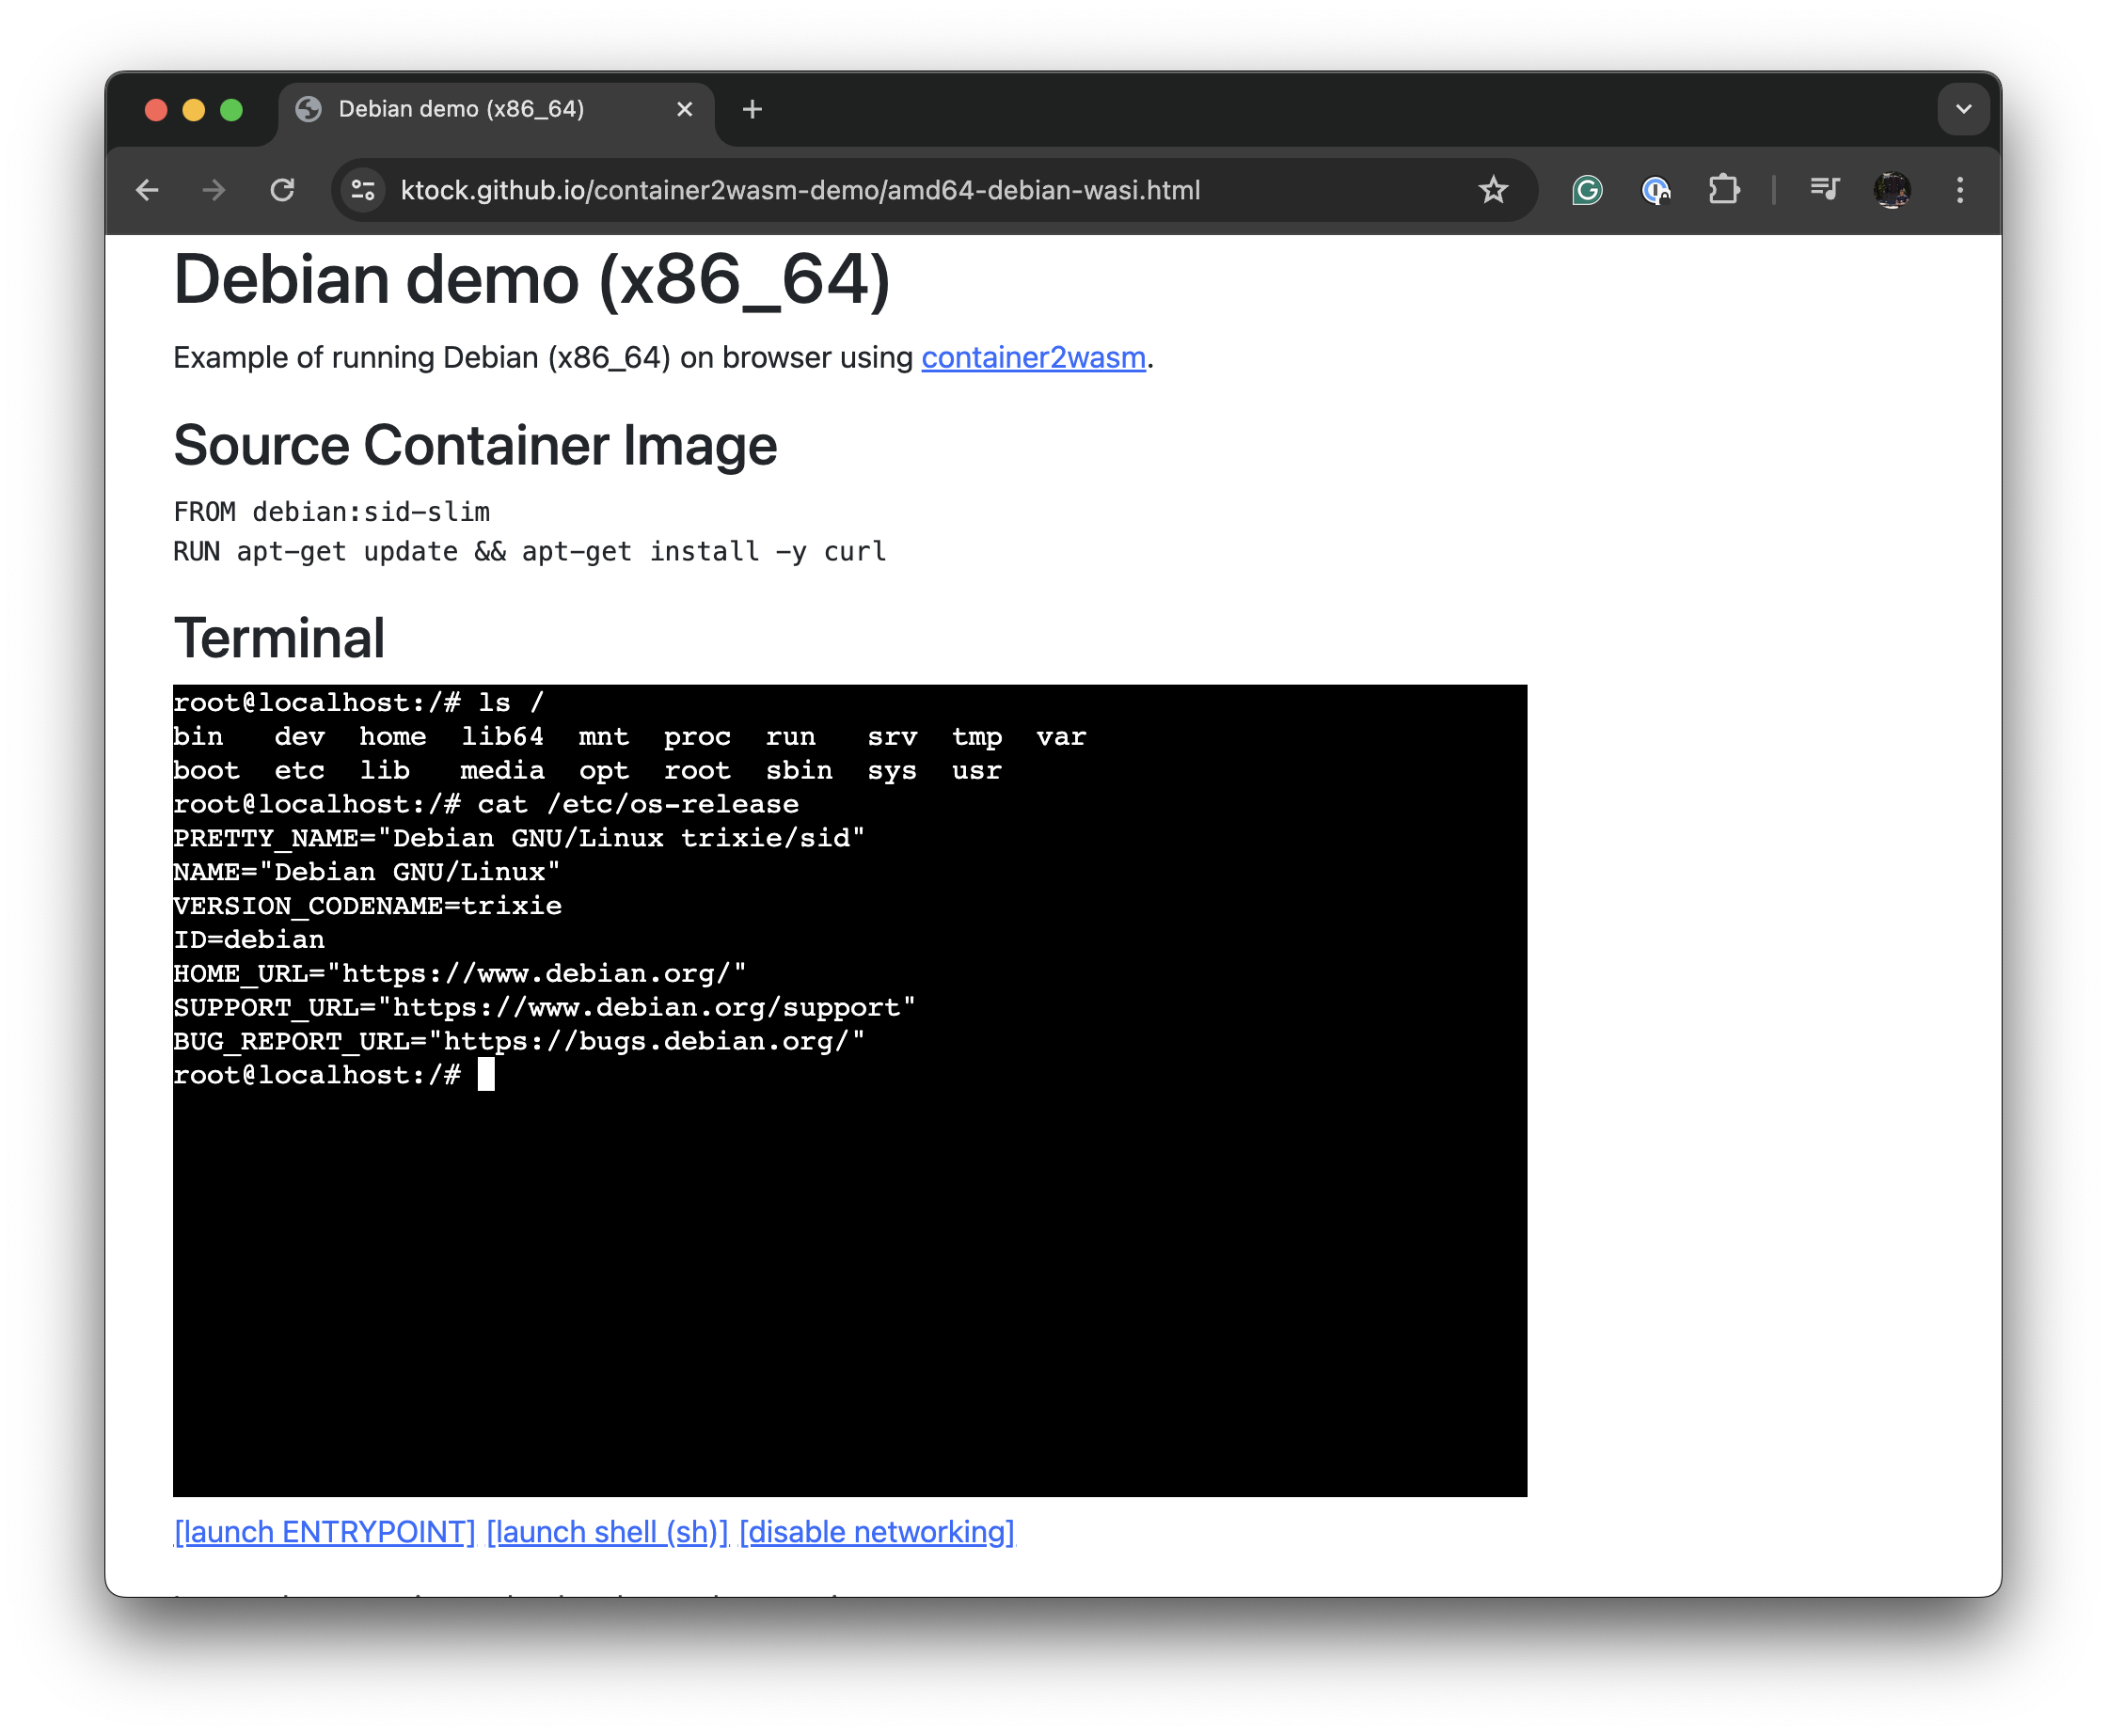 Debian demo (x86_64)
ktock.github.io/container2wasm-demo/amd64-debian-wasi.html
Debian demo (x86_64)
Example of running Debian (x86_64) on browser using container2wasm.
Source Container Image
FROM debian:sid-slim
RUN apt-get update && apt-get install -y curl
Terminal
root@localhost:/# ls /
bin   dev  home  lib64  mnt  proc  run   srv  tmp  var
boot  etc  lib   media  opt  root  sbin  sys  usr
root@localhost:/# cat /etc/os-release
PRETTY_NAME="Debian GNU/Linux trixie/sid"
NAME="Debian GNU/Linux"
VERSION_CODENAME=trixie
ID=debian
HOME_URL="https://www.debian.org/"
SUPPORT_URL="https://www.debian.org/support"
BUG_REPORT_URL="https://bugs.debian.org/"
root@localhost:/#
[launch ENTRYPOINT] [launch shell (sh)] [disable networking]